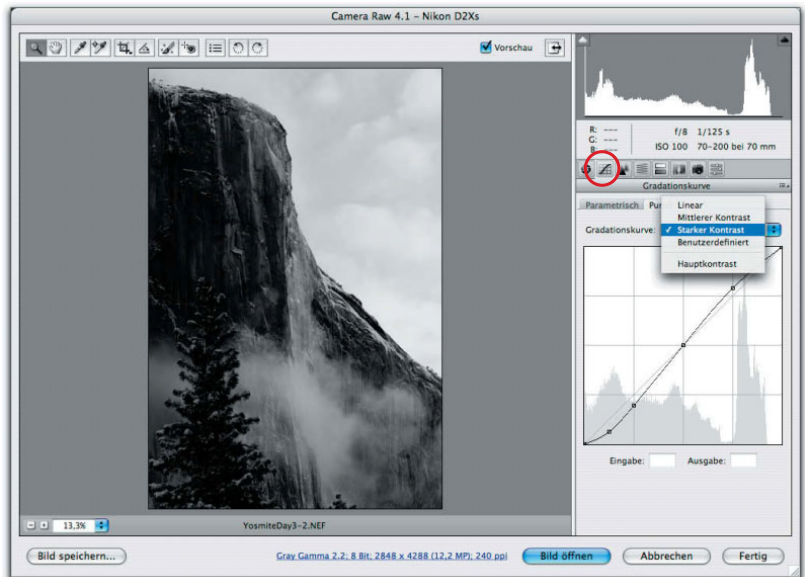 Camera Raw 4.1 – Nikon D2Xs
Vorschau
R: ---
G: ---
B: ---
f/8 1/125 s
ISO 100 70–200 bei 70 mm
Gradationskurve
Parametrisch
Linear
Mittlerer Kontrast
Gradationskurve: ✓ Starker Kontrast
Benutzerdefiniert
Hauptkontrast
Eingabe: Ausgabe:
13,3% YosmiteDay3–2.NEF
Bild speichern... Gray Gamma 2.2; 8 Bit; 2848 x 4288 (12,2 MP); 240 ppi Bild öffnen Abbrechen Fertig